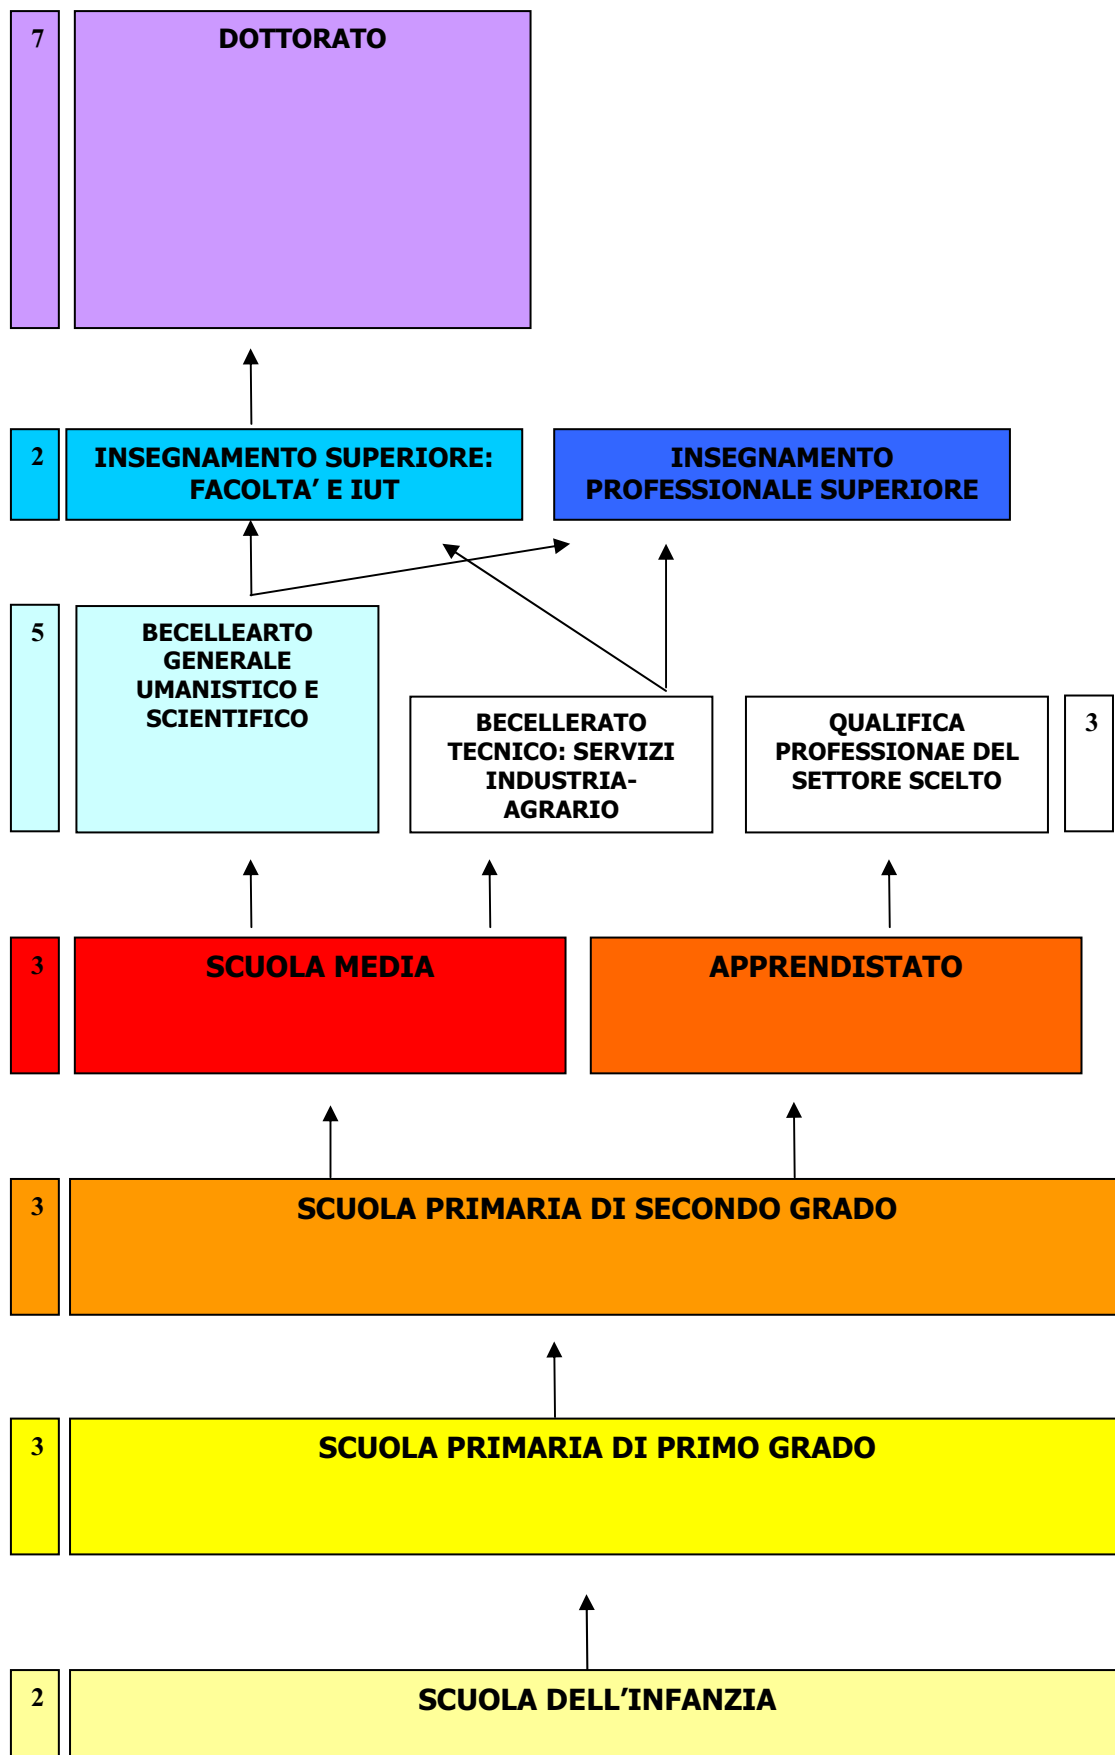 7
DOTTORATO
2
INSEGNAMENTO SUPERIORE:
FACOLTA’ E IUT
INSEGNAMENTO
PROFESSIONALE SUPERIORE
5
BECELLEARTO
GENERALE
UMANISTICO E
SCIENTIFICO
BECELLERATO
TECNICO: SERVIZI
INDUSTRIA-
AGRARIO
QUALIFICA
PROFESSIONAE DEL
SETTORE SCELTO
3
3
SCUOLA MEDIA
APPRENDISTATO
3
SCUOLA PRIMARIA DI SECONDO GRADO
3
SCUOLA PRIMARIA DI PRIMO GRADO
2
SCUOLA DELL’INFANZIA